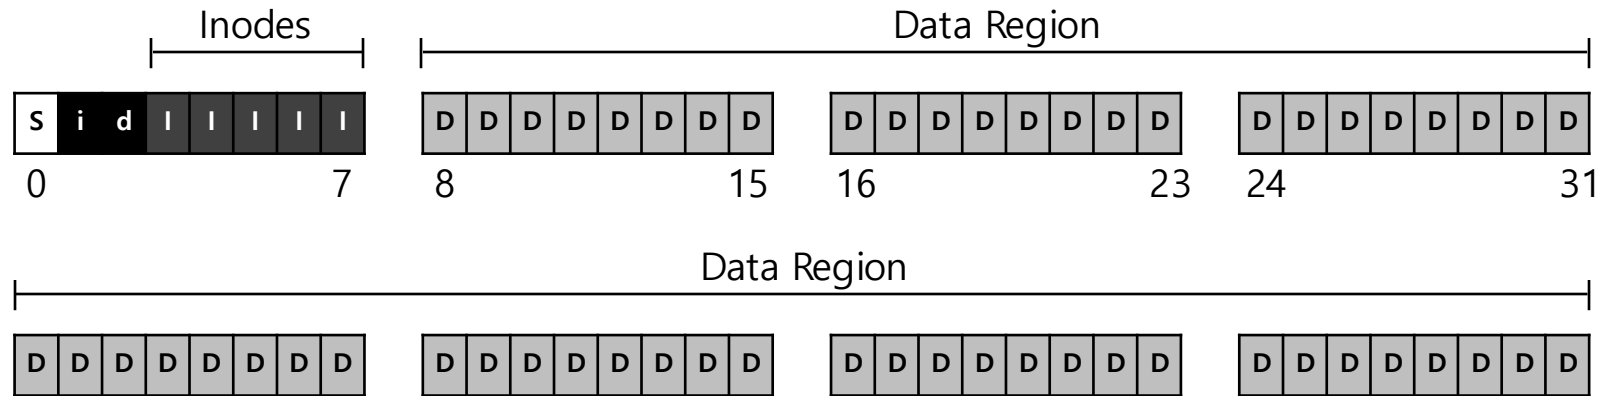 Inodes Data Region
S i d I I I I I D D D D D D D D D D D D D D D D D D D D D D D D
0 7 8 15 16 23 24 31
Data Region
D D D D D D D D D D D D D D D D D D D D D D D D D D D D D D D D